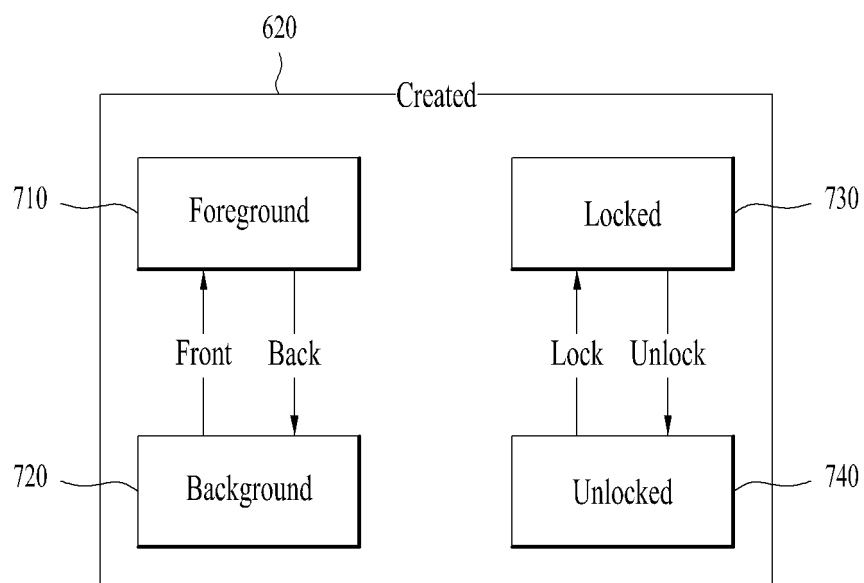 620
Created
710
Foreground
Locked
730
Front
Back
Lock
Unlock
720
Background
Unlocked
740